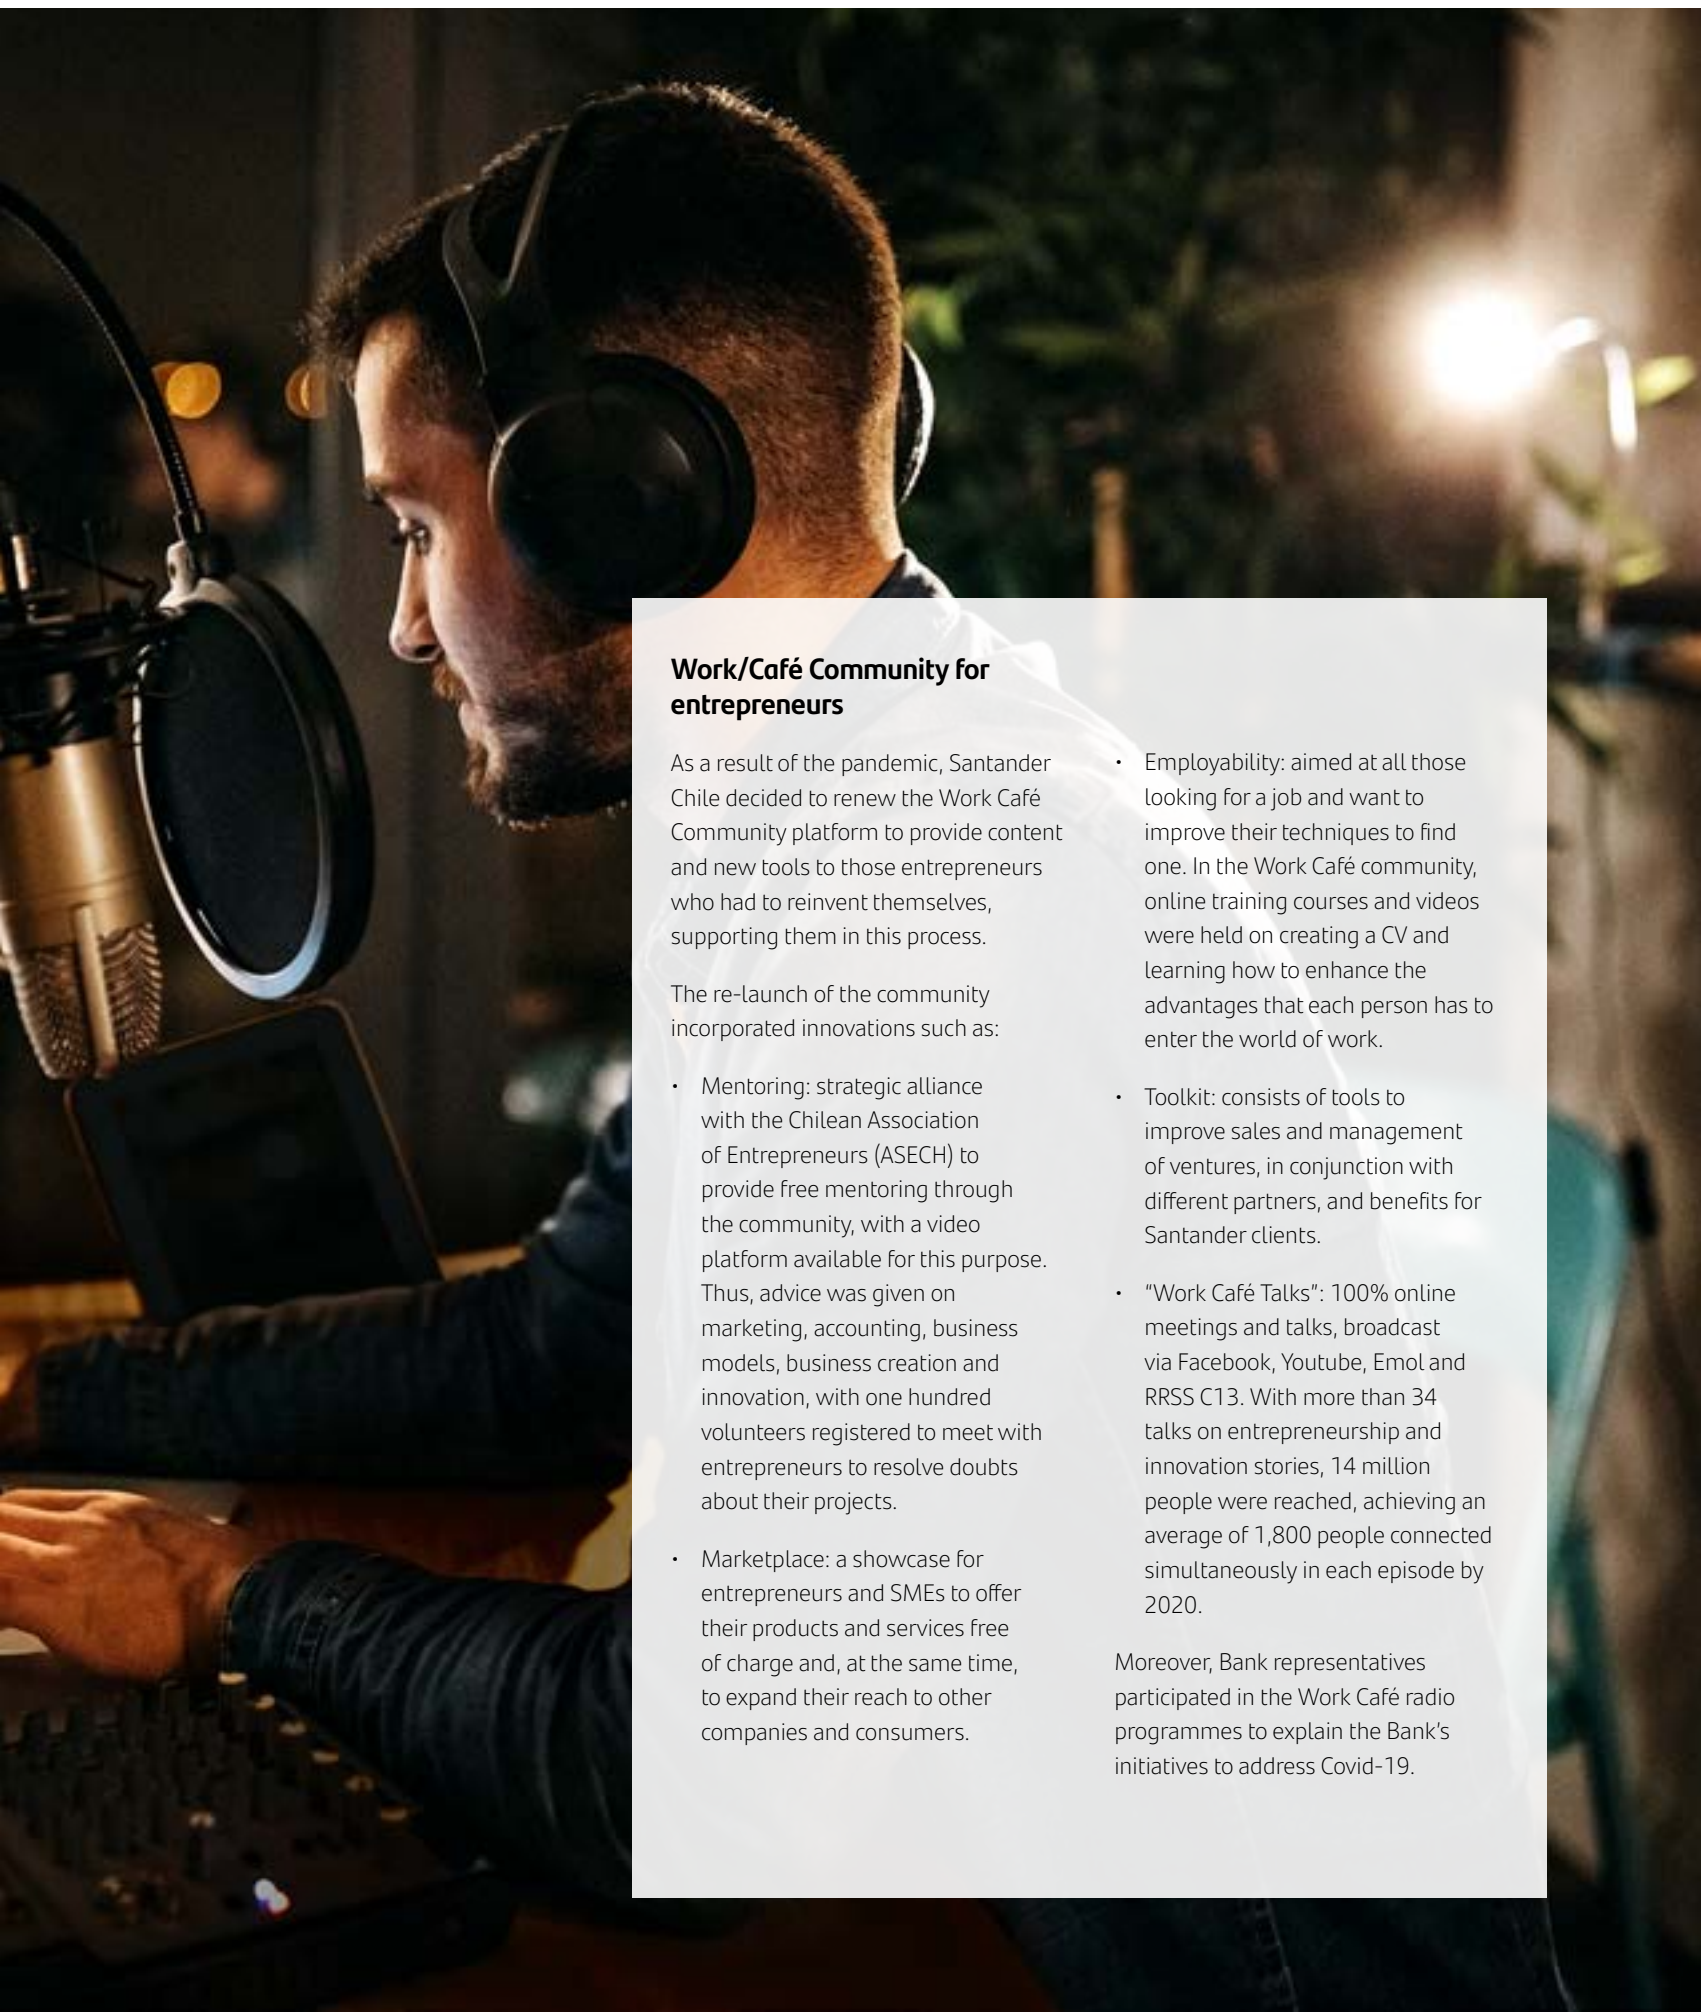 Work/Café Community for
entrepreneurs
As a result of the pandemic, Santander
Chile decided to renew the Work Café
Community platform to provide content
and new tools to those entrepreneurs
who had to reinvent themselves,
supporting them in this process.
The re-launch of the community
incorporated innovations such as:
• Mentoring: strategic alliance
with the Chilean Association
of Entrepreneurs (ASECH) to
provide free mentoring through
the community, with a video
platform available for this purpose.
Thus, advice was given on
marketing, accounting, business
models, business creation and
innovation, with one hundred
volunteers registered to meet with
entrepreneurs to resolve doubts
about their projects.
• Marketplace: a showcase for
entrepreneurs and SMEs to offer
their products and services free
of charge and, at the same time,
to expand their reach to other
companies and consumers.
• Employability: aimed at all those
looking for a job and want to
improve their techniques to find
one. In the Work Café community,
online training courses and videos
were held on creating a CV and
learning how to enhance the
advantages that each person has to
enter the world of work.
• Toolkit: consists of tools to
improve sales and management
of ventures, in conjunction with
different partners, and benefits for
Santander clients.
• “Work Café Talks”: 100% online
meetings and talks, broadcast
via Facebook, Youtube, Emol and
RRSS C13. With more than 34
talks on entrepreneurship and
innovation stories, 14 million
people were reached, achieving an
average of 1,800 people connected
simultaneously in each episode by
2020.
Moreover, Bank representatives
participated in the Work Café radio
programmes to explain the Bank’s
initiatives to address Covid-19.